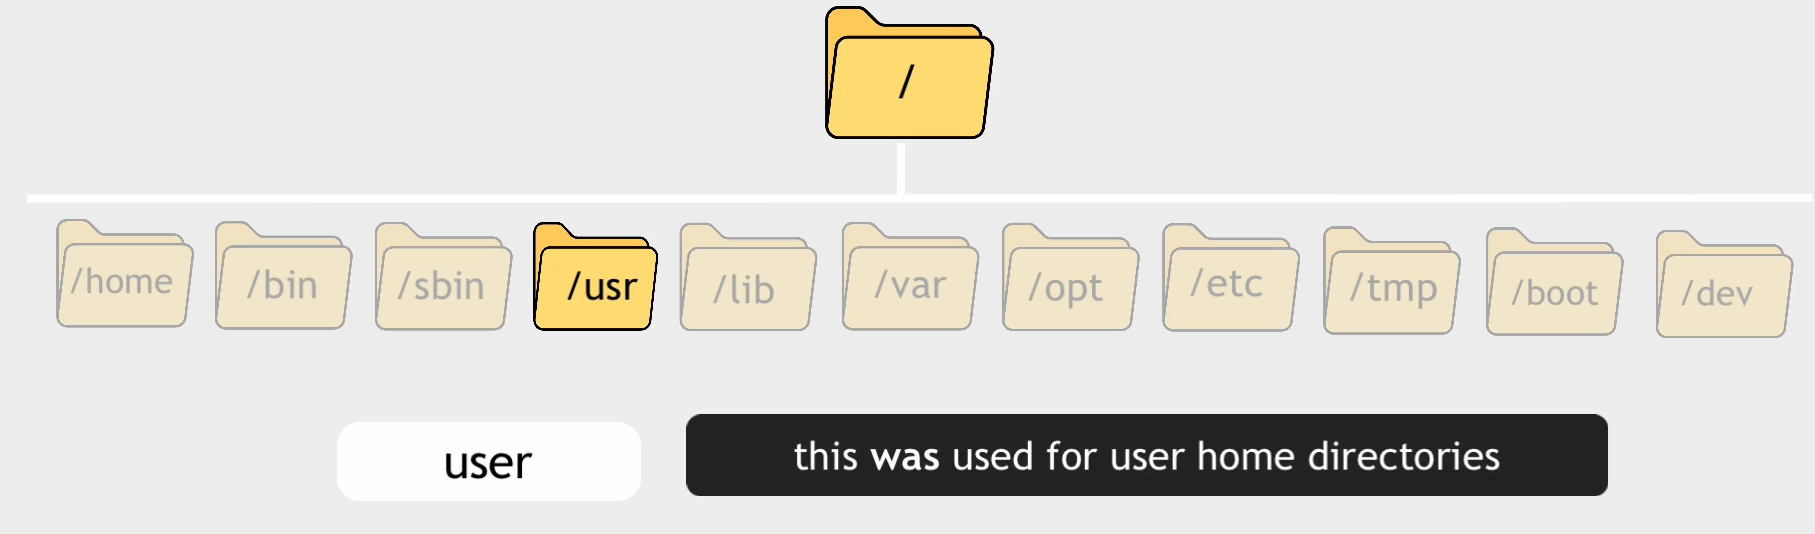 /
/home
/bin
/sbin
/usr
/lib
/var
/opt
/etc
/tmp
/boot
/dev
user
this was used for user home directories